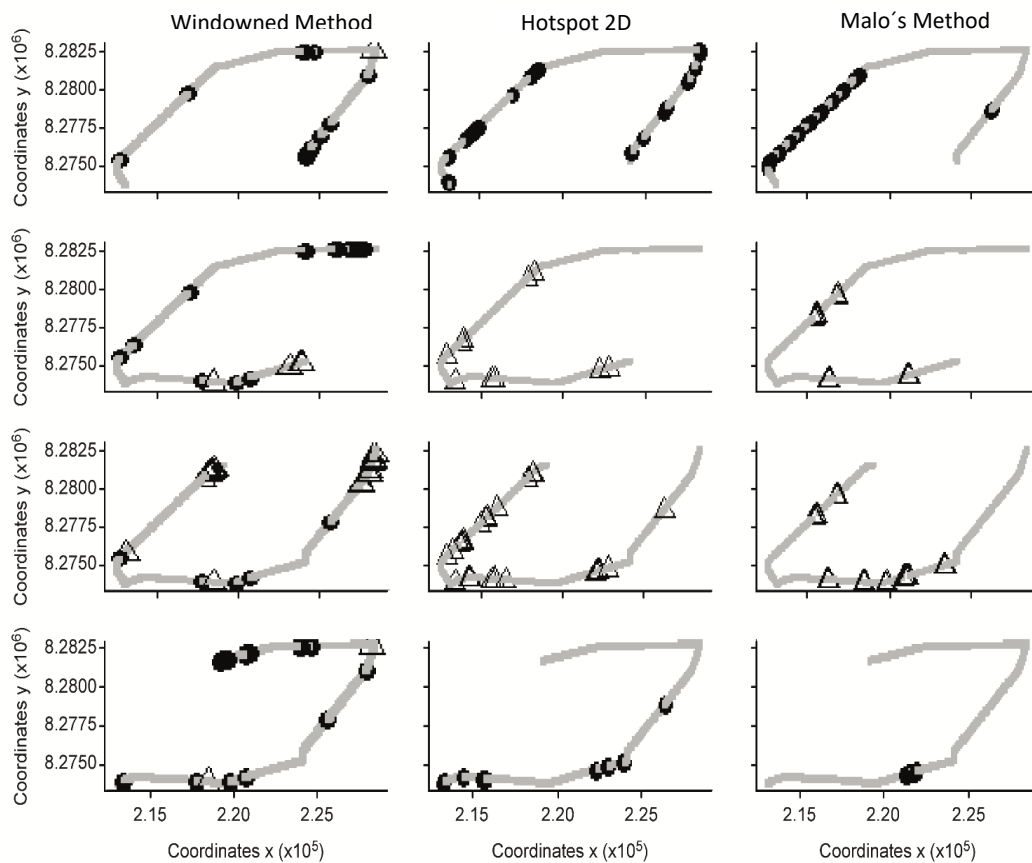 Windowned Method Hotspot 2D Malo´s Method
Coordinates y (x10⁶)
8.2825
8.2800
8.2775
8.2750
Coordinates y (x10⁶)
8.2825
8.2800
8.2775
8.2750
Coordinates y (x10⁶)
8.2825
8.2800
8.2775
8.2750
Coordinates y (x10⁶)
8.2825
8.2800
8.2775
8.2750
2.15 2.20 2.25 2.15 2.20 2.25 2.15 2.20 2.25
Coordinates x (x10⁵) Coordinates x (x10⁵) Coordinates x (x10⁵)